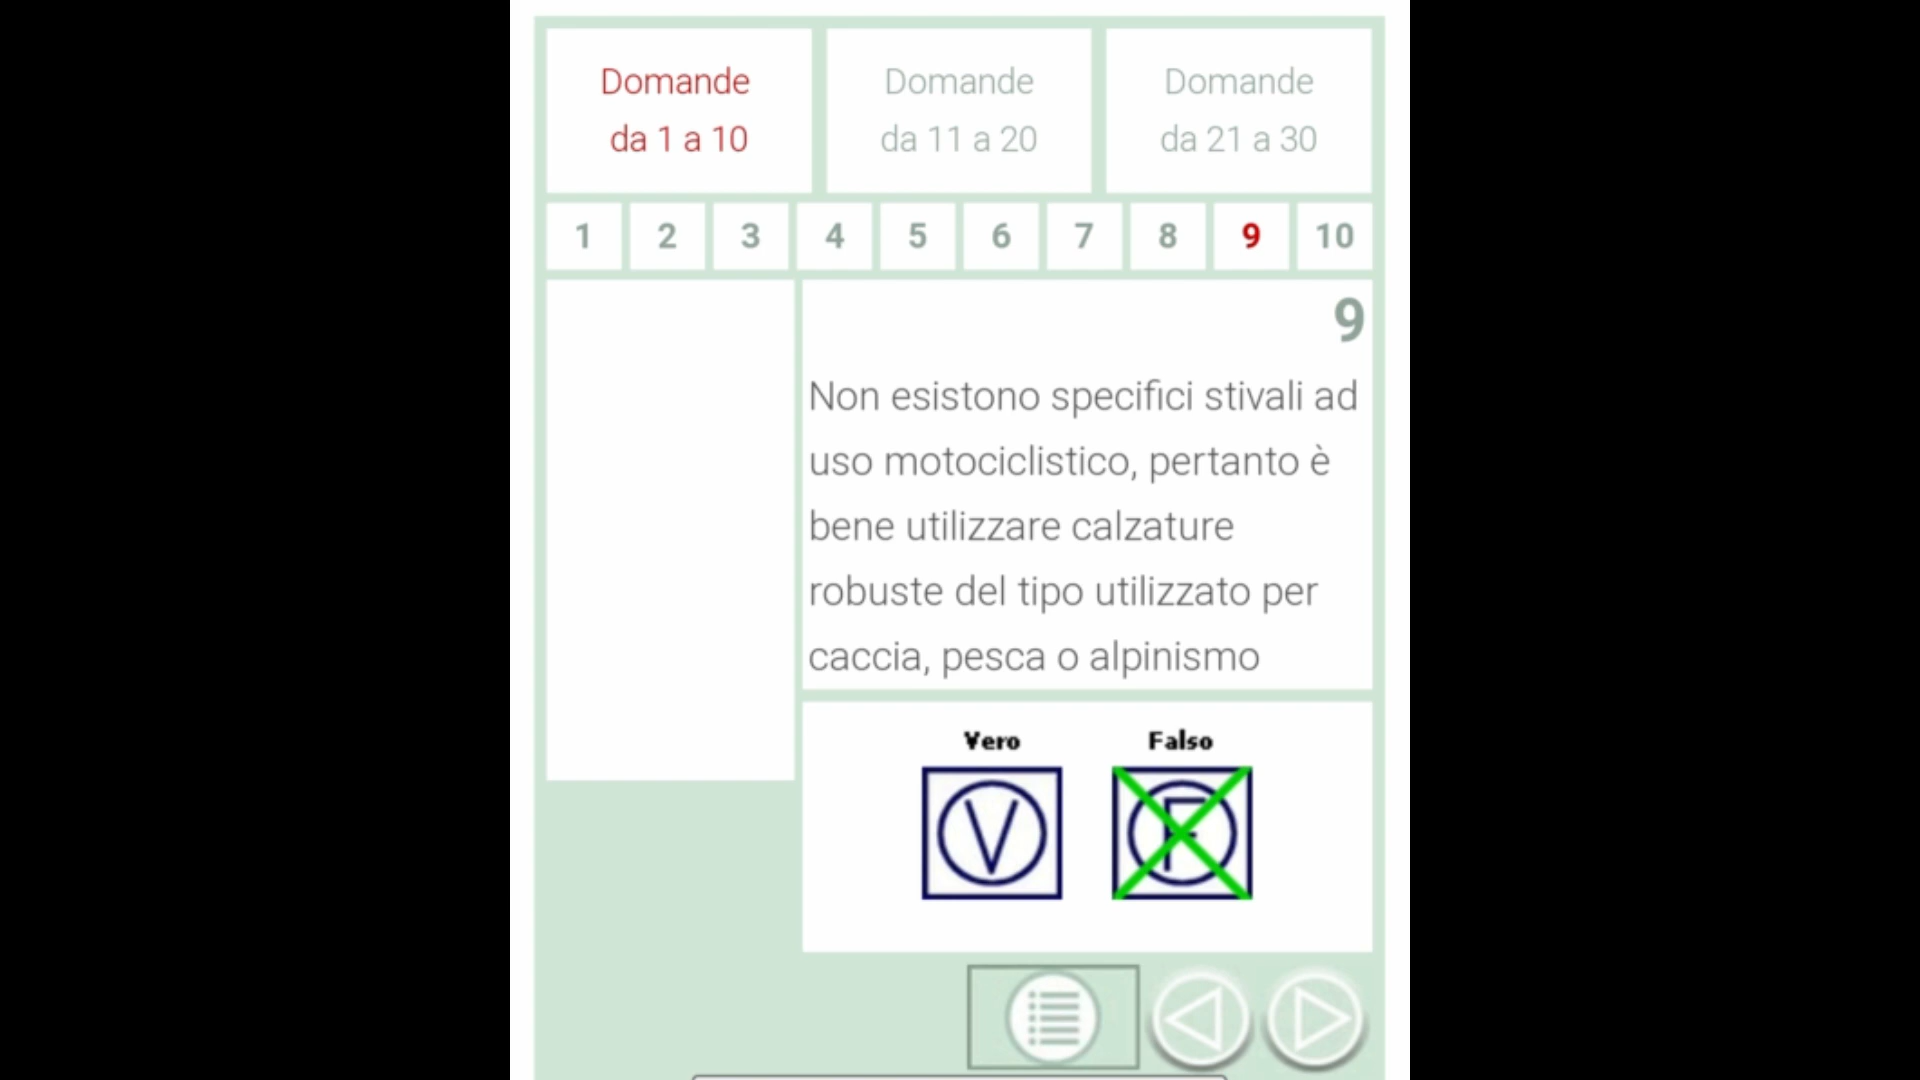 Domande
da 1 a 10
Domande
da 11 a 20
Domande
da 21 a 30
1 2 3 4 5 6 7 8 9 10
9
Non esistono specifici stivali ad
uso motociclistico, pertanto è
bene utilizzare calzature
robuste del tipo utilizzato per
caccia, pesca o alpinismo
Vero Falso
V F